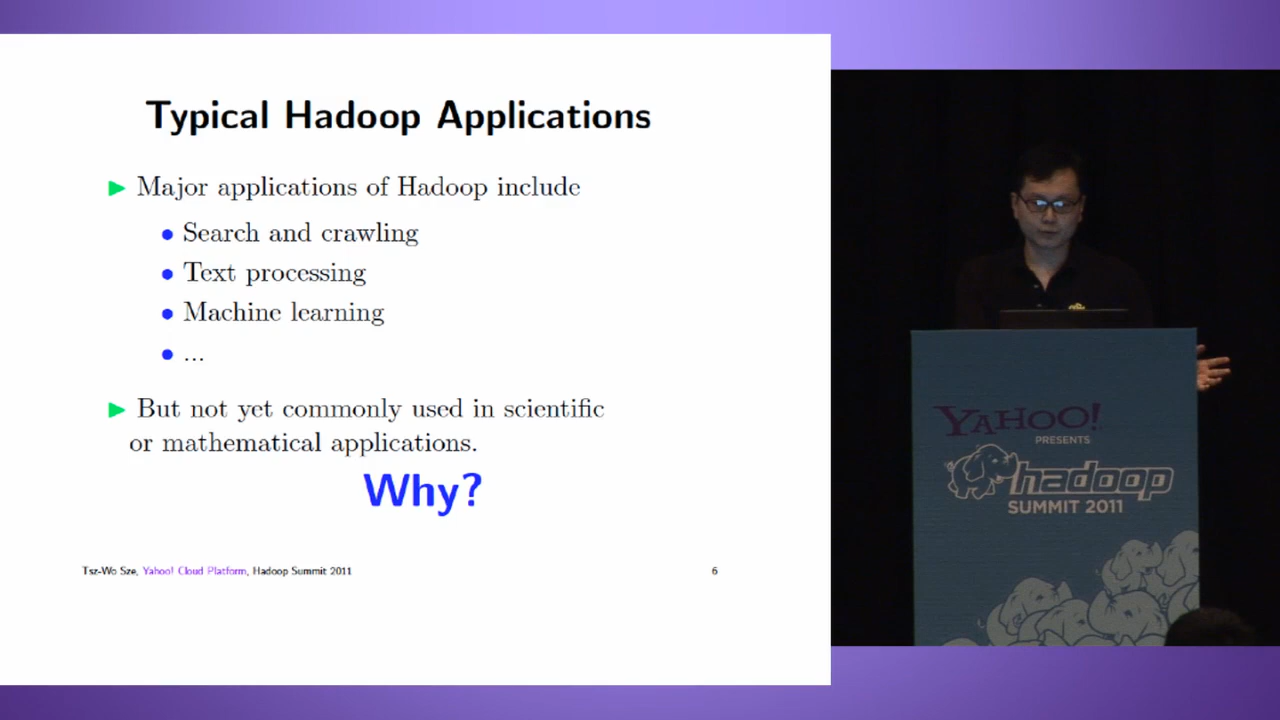 Typical Hadoop Applications
Major applications of Hadoop include
Search and crawling
Text processing
Machine learning
...
But not yet commonly used in scientific
or mathematical applications.
Why?
Tsz-Wo Sze, Yahoo! Cloud Platform, Hadoop Summit 2011
6
YAHOO!
PRESENTS
hadoop
SUMMIT 2011